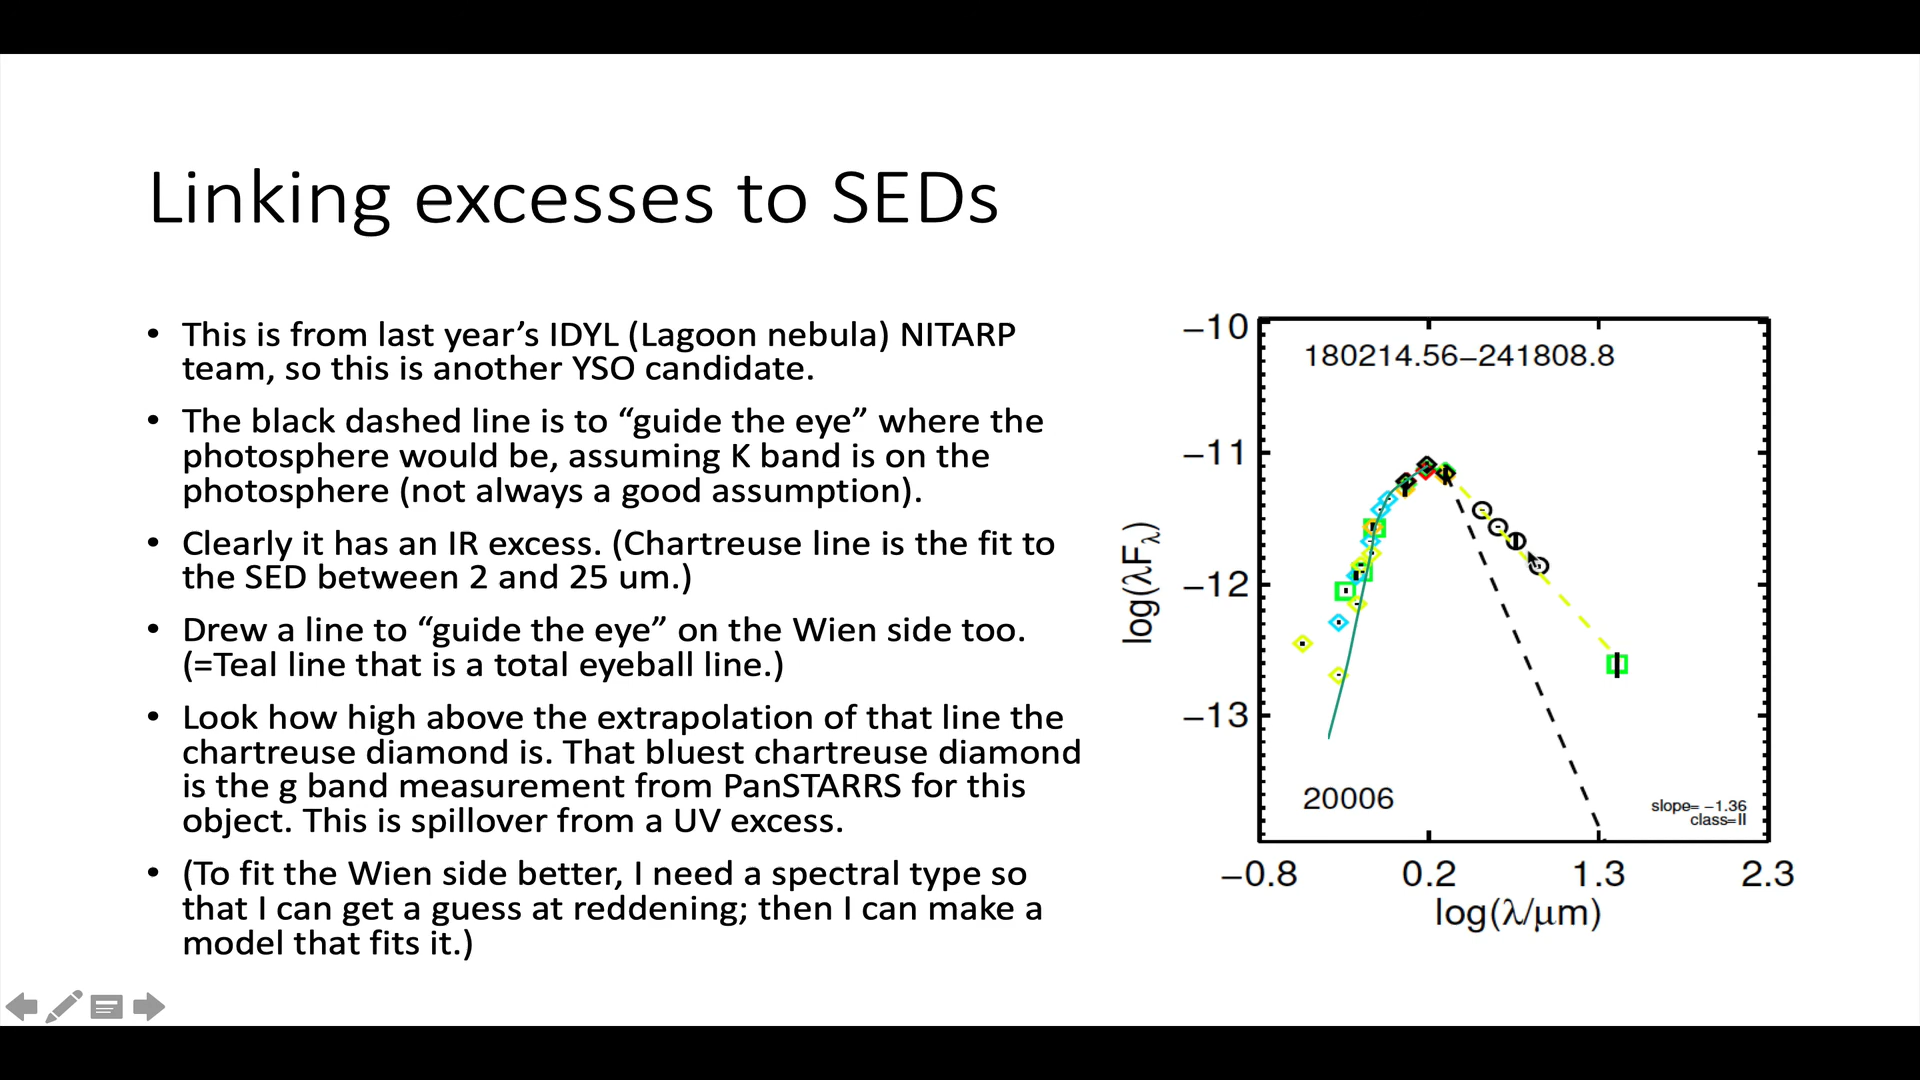 Linking excesses to SEDs
• This is from last year’s IDYL (Lagoon nebula) NITARP
team, so this is another YSO candidate.
• The black dashed line is to “guide the eye” where the
photosphere would be, assuming K band is on the
photosphere (not always a good assumption).
• Clearly it has an IR excess. (Chartreuse line is the fit to
the SED between 2 and 25 um.)
• Drew a line to “guide the eye” on the Wien side too.
(=Teal line that is a total eyeball line.)
• Look how high above the extrapolation of that line the
chartreuse diamond is. That bluest chartreuse diamond
is the g band measurement from PanSTARRS for this
object. This is spillover from a UV excess.
• (To fit the Wien side better, I need a spectral type so
that I can get a guess at reddening; then I can make a
model that fits it.)
−10
180214.56−241808.8
−11
−12
−13
log(λFλ)
20006
slope= −1.36
class=II
−0.8 0.2 1.3 2.3
log(λ/μm)